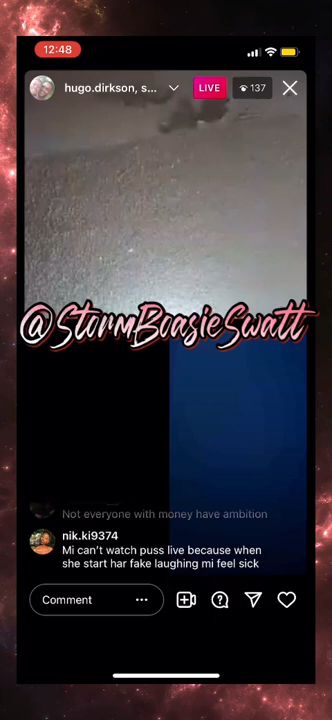 12:48
hugo.dirkson, s...
LIVE
137
@StormBoasieSwatt
Not everyone with money have ambition
nik.ki9374
Mi can't watch puss live because when
she start har fake laughing mi feel sick
Comment